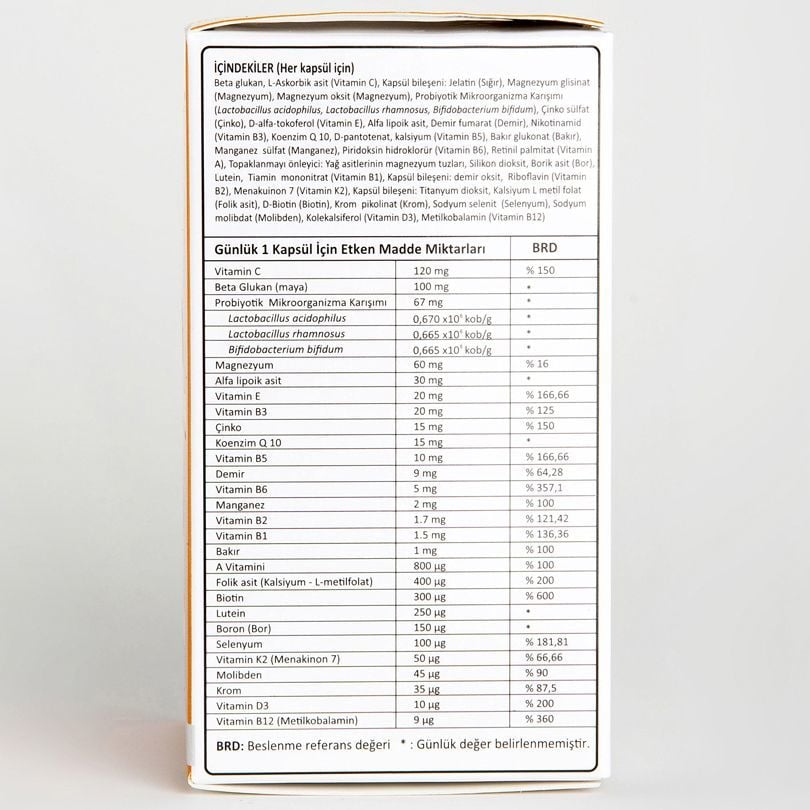 İÇİNDEKİLER (Her kapsül için)
Beta glukan, L-Askorbik asit (Vitamin C), Kapsül bileşeni: Jelatin (Sığır), Magnezyum glisinat
(Magnezyum), Magnezyum oksit (Magnezyum), Probiyotik Mikroorganizma Karışımı
(Lactobacillus acidophilus, Lactobacillus rhamnosus, Bifidobacterium bifidum), Çinko sülfat
(Çinko), D-alfa-tokoferol (Vitamin E), Alfa lipoik asit, Demir fumarat (Demir), Nikotinamid
(Vitamin B3), Koenzim Q 10, D-pantotenat, kalsiyum (Vitamin B5), Bakır glukonat (Bakır),
Manganez sülfat (Manganez), Piridoksin hidroklorür (Vitamin B6), Retinil palmitat (Vitamin
A), Topaklanmayı önleyici: Yağ asitlerinin magnezyum tuzları, Silikon dioksit, Borik asit (Bor),
Lutein, Tiamin mononitrat (Vitamin B1), Kapsül bileşeni: demir oksit, Riboflavin (Vitamin
B2), Menakuinon 7 (Vitamin K2), Kapsül bileşeni: Titanyum dioksit, Kalsiyum L metil folat
(Folik asit), D-Biotin (Biotin), Krom pikolinat (Krom), Sodyum selenit (Selenyum), Sodyum
molibdat (Molibden), Kolekalsiferol (Vitamin D3), Metilkobalamin (Vitamin B12)
Günlük 1 Kapsül İçin Etken Madde Miktarları BRD
Vitamin C 120 mg % 150
Beta Glukan (maya) 100 mg *
Probiyotik Mikroorganizma Karışımı 67 mg *
Lactobacillus acidophilus 0,670 kob/g *
Lactobacillus rhamnosus 0,665 kob/g *
Bifidobacterium bifidum 0,665 kob/g *
Magnezyum 60 mg % 16
Alfa lipoik asit 30 mg *
Vitamin E 20 mg % 166,66
Vitamin B3 20 mg % 125
Çinko 15 mg % 150
Koenzim Q 10 15 mg *
Vitamin B5 10 mg % 166,66
Demir 9 mg % 64,28
Vitamin B6 5 mg % 357,1
Manganez 2 mg % 100
Vitamin B2 1.7 mg % 121,42
Vitamin B1 1.5 mg % 136,36
Bakır 1 mg % 100
A Vitamini 800 µg % 100
Folik asit (Kalsiyum - L-metilfolat) 400 µg % 200
Biotin 300 µg % 600
Lutein 250 µg *
Boron (Bor) 150 µg *
Selenyum 100 µg % 181,81
Vitamin K2 (Menakinon 7) 50 µg % 66,66
Molibden 45 µg % 90
Krom 35 µg % 87,5
Vitamin D3 10 µg % 200
Vitamin B12 (Metilkobalamin) 9 µg % 360
BRD: Beslenme referans değeri * : Günlük değer belirlenmemiştir.